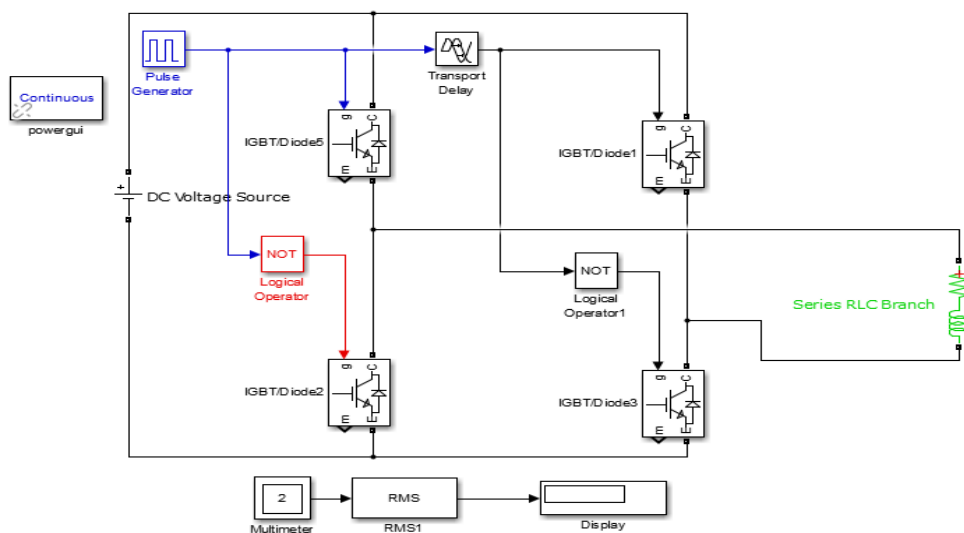 Continuous
powergui
Pulse
Generator
Transport
Delay
g
C
IGBT/Diode5
m
E
g
C
IGBT/Diode1
m
E
+
DC Voltage Source
NOT
Logical
Operator
NOT
Logical
Operator1
+
Series RLC Branch
g
C
IGBT/Diode2
m
E
g
C
IGBT/Diode3
m
E
2
Multimeter
RMS
RMS1
Display